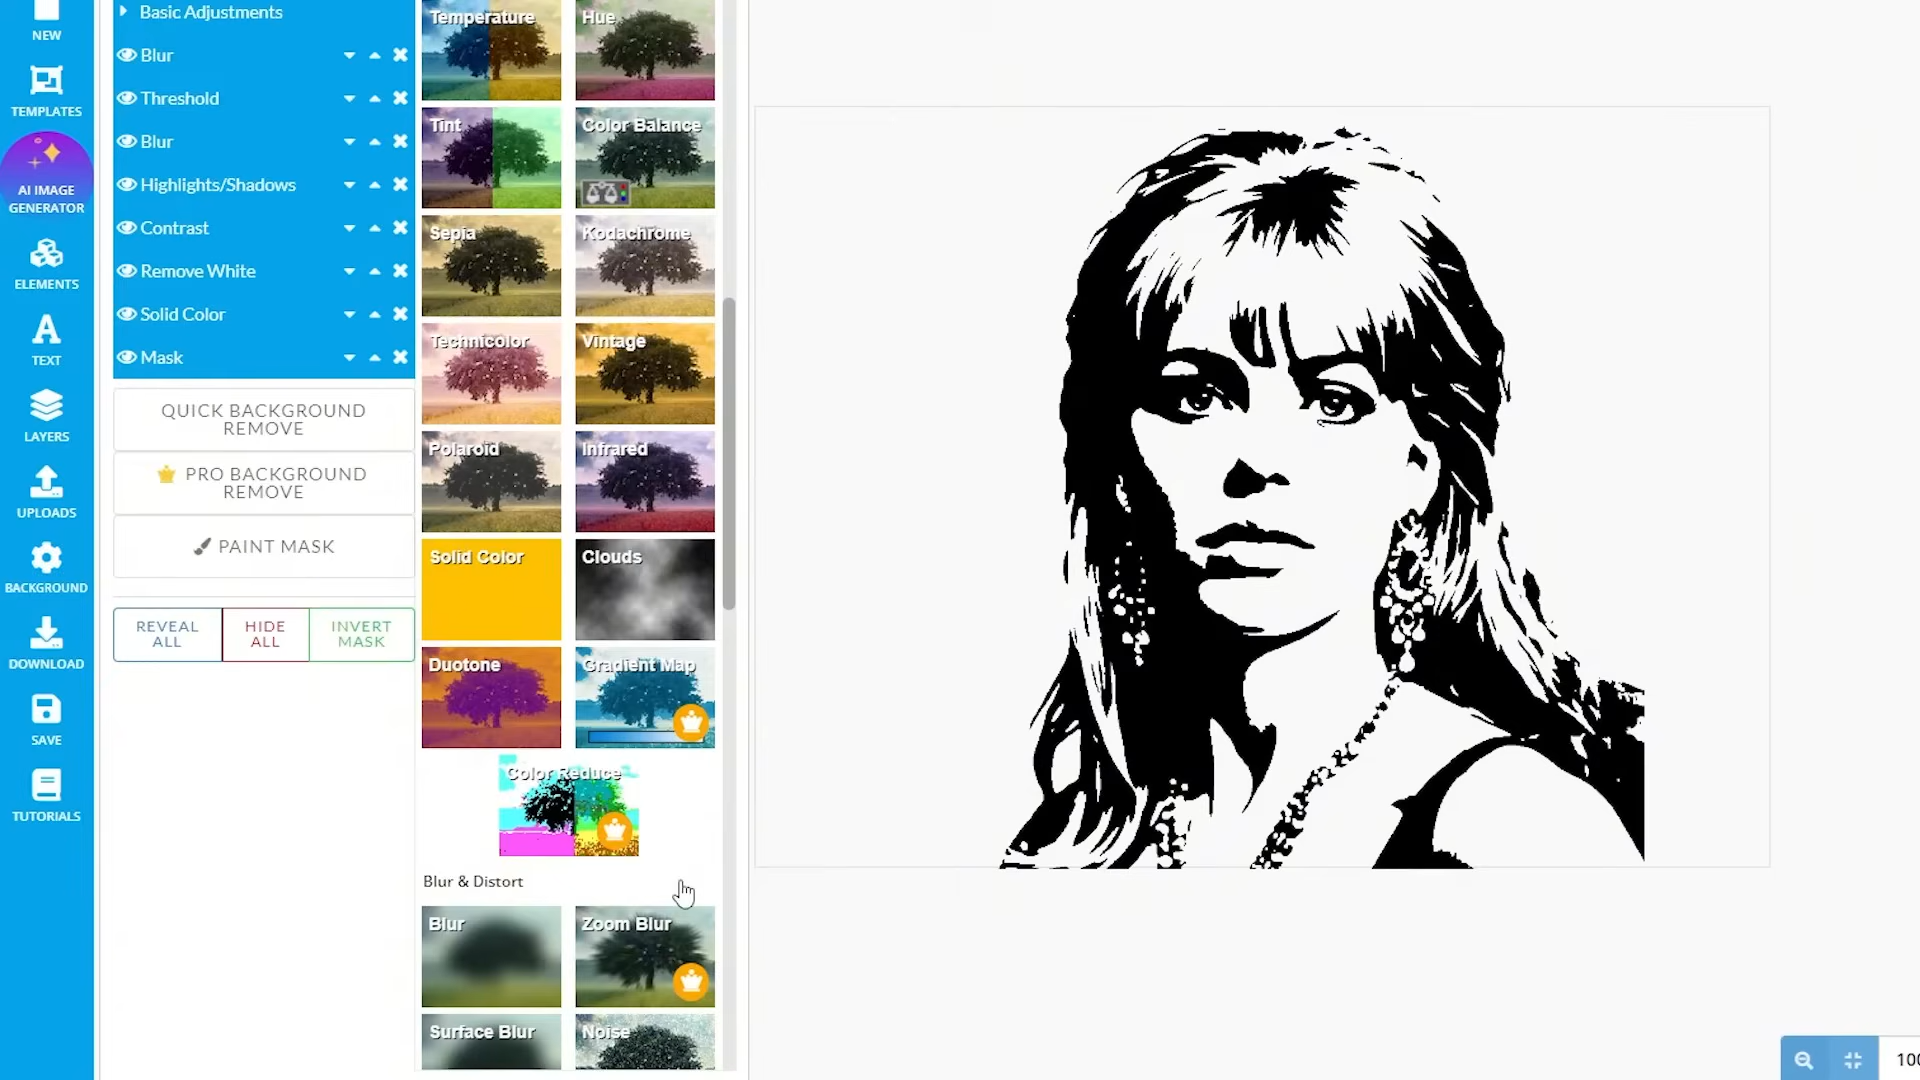 NEW
TEMPLATES
AI IMAGE
GENERATOR
ELEMENTS
TEXT
LAYERS
UPLOADS
BACKGROUND
DOWNLOAD
SAVE
TUTORIALS
Basic Adjustments
Blur
Threshold
Blur
Highlights/Shadows
Contrast
Remove White
Solid Color
Mask
QUICK BACKGROUND
REMOVE
PRO BACKGROUND
REMOVE
PAINT MASK
REVEAL
ALL
HIDE
ALL
INVERT
MASK
Temperature
Hue
Tint
Color Balance
Sepia
Kodachrome
Technicolor
Vintage
Polaroid
Infrared
Solid Color
Clouds
Duotone
Gradient Map
Color Reduce
Blur & Distort
Blur
Zoom Blur
Surface Blur
Noise